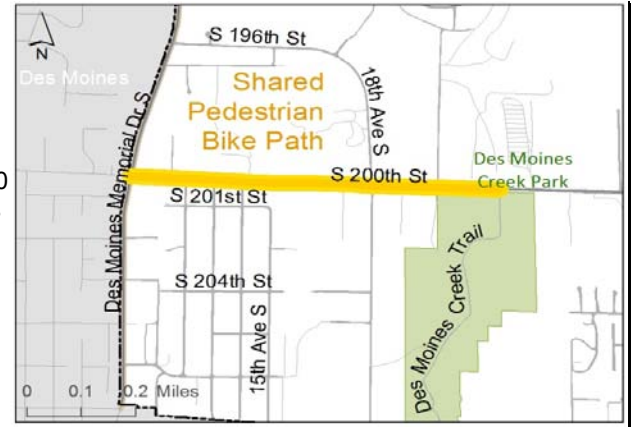 S 196th St
N
Des Moines
Shared
Pedestrian
Bike Path
18th Ave S
Des Moines Memorial Dr S
0
S 200th St
Des Moines
Creek Park
S 201st St
S 204th St
15th Ave S
Des Moines Creek Trail
0 0.1 0.2 Miles